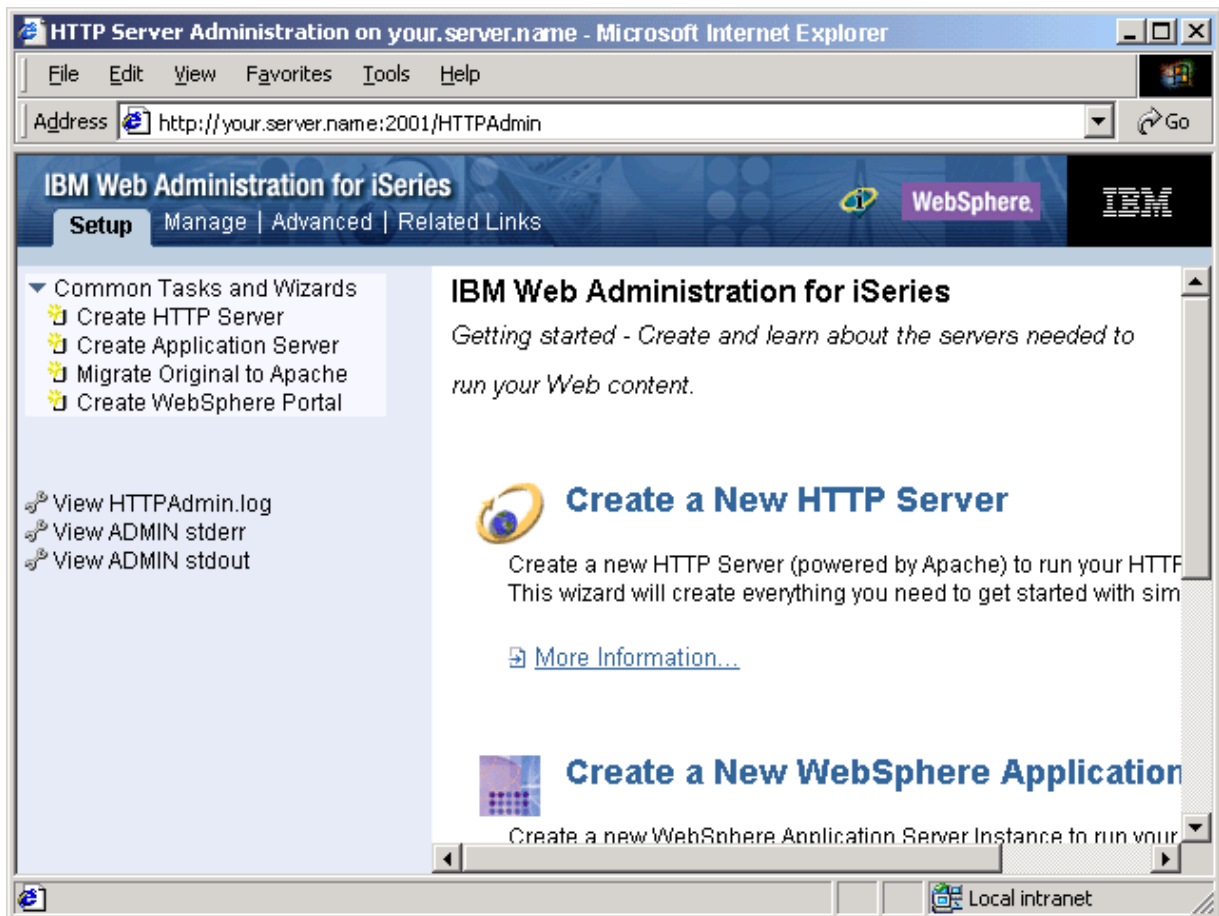 HTTP Server Administration on your.server.name - Microsoft Internet Explorer
File Edit View Favorites Tools Help
Address http://your.server.name:2001/HTTPAdmin Go
IBM Web Administration for iSeries
Setup Manage | Advanced | Related Links
WebSphere.
IBM
Common Tasks and Wizards
Create HTTP Server
Create Application Server
Migrate Original to Apache
Create WebSphere Portal
View HTTPAdmin.log
View ADMIN stderr
View ADMIN stdout
IBM Web Administration for iSeries
Getting started - Create and learn about the servers needed to
run your Web content.
Create a New HTTP Server
Create a new HTTP Server (powered by Apache) to run your HTTP
This wizard will create everything you need to get started with sim
More Information...
Create a New WebSphere Application
Create a new WebSphere Application Server Instance to run your
Local intranet